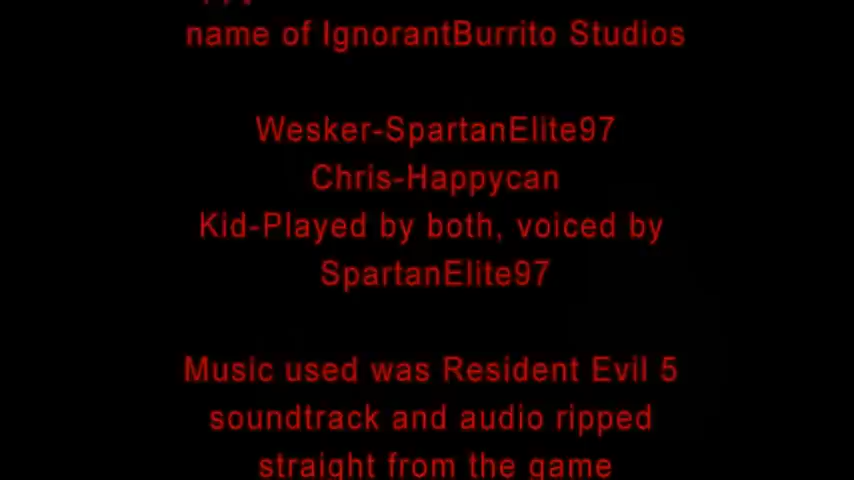 name of IgnorantBurrito Studios
Wesker-SpartanElite97
Chris-Happycan
Kid-Played by both, voiced by
SpartanElite97
Music used was Resident Evil 5
soundtrack and audio ripped
straight from the game